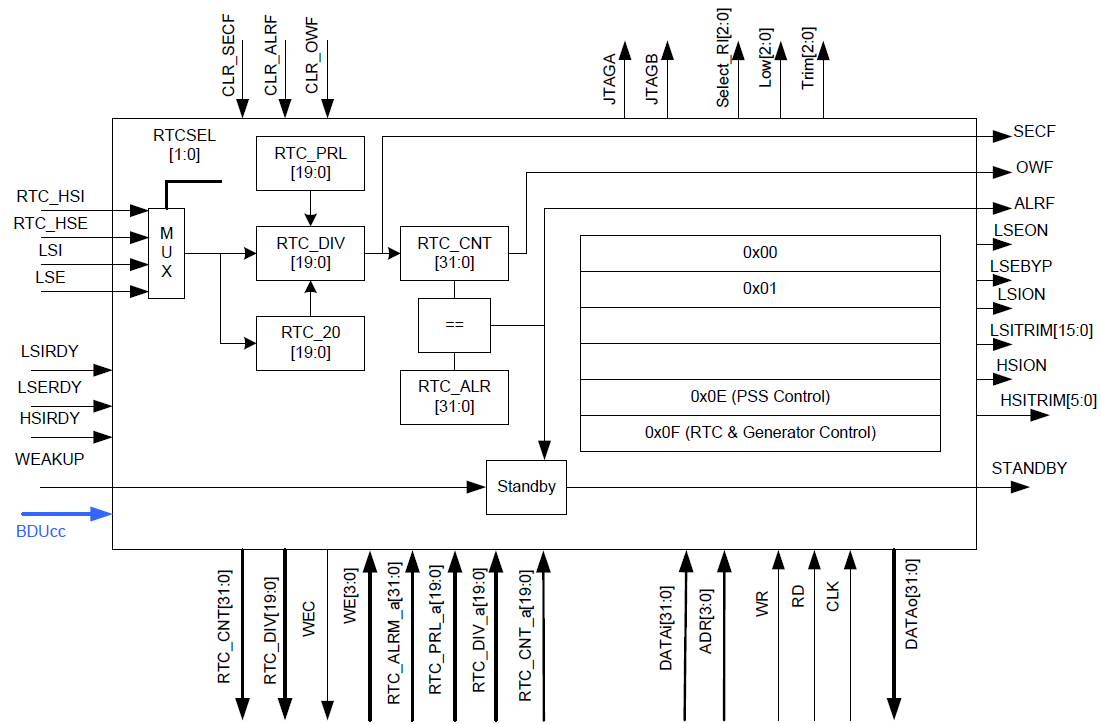 CLR_SECF
CLR_ALRF
CLR_OWF
JTAGA
JTAGB
Select_RI[2:0]
Low[2:0]
Trim[2:0]
RTCSEL
[1:0]
RTC_PRL
[19:0]
SECF
OWF
ALRF
LSEON
LSEBYP
LSION
LSITRIM[15:0]
HSION
HSITRIM[5:0]
STANDBY
RTC_HSI
RTC_HSE
LSI
LSE
M
U
X
RTC_DIV
[19:0]
RTC_CNT
[31:0]
==
RTC_20
[19:0]
RTC_ALR
[31:0]
0x00
0x01
0x0E (PSS Control)
0x0F (RTC & Generator Control)
LSIRDY
LSERDY
HSIRDY
WEAKUP
Standby
BDUcc
RTC_CNT[31:0]
RTC_DIV[19:0]
WEC
WE[3:0]
RTC_ALRM_a[31:0]
RTC_PRL_a[19:0]
RTC_DIV_a[19:0]
RTC_CNT_a[19:0]
DATAi[31:0]
ADR[3:0]
WR
RD
CLK
DATAo[31:0]